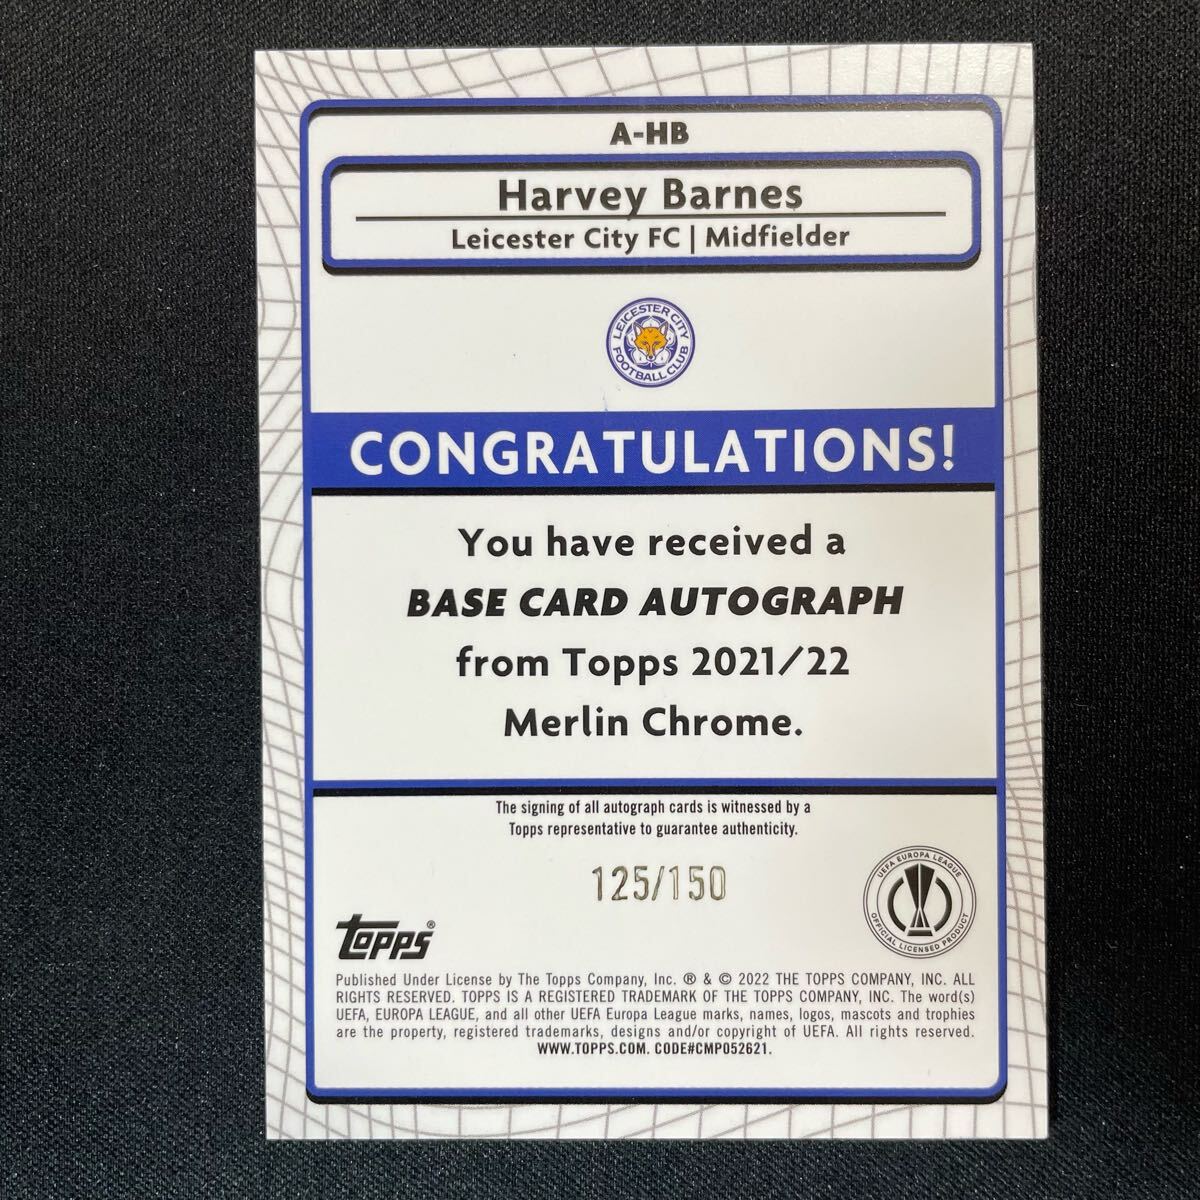 A-HB
Harvey Barnes
Leicester City FC | Midfielder
LEICESTER CITY
FOOTBALL CLUB
CONGRATULATIONS!
You have received a
BASE CARD AUTOGRAPH
from Topps 2021/22
Merlin Chrome.
The signing of all autograph cards is witnessed by a
Topps representative to guarantee authenticity.
125/150
UEFA EUROPA LEAGUE
OFFICIAL LICENSED PRODUCT
Topps®
Published Under License by The Topps Company, Inc. ® & © 2022 THE TOPPS COMPANY, INC. ALL
RIGHTS RESERVED. TOPPS IS A REGISTERED TRADEMARK OF THE TOPPS COMPANY, INC. The word(s)
UEFA, EUROPA LEAGUE, and all other UEFA Europa League marks, names, logos, mascots and trophies
are the property, registered trademarks, designs and/or copyright of UEFA. All rights reserved.
WWW.TOPPS.COM. CODE#CMP052621.